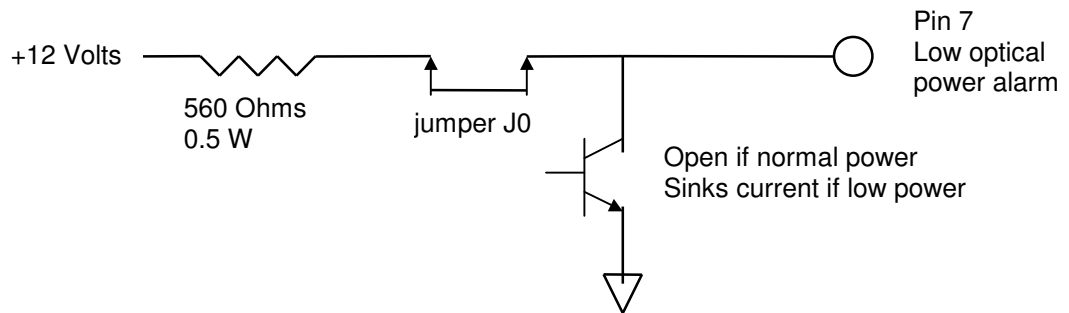 Pin 7
Low optical
power alarm
+12 Volts
560 Ohms
0.5 W
jumper J0
Open if normal power
Sinks current if low power